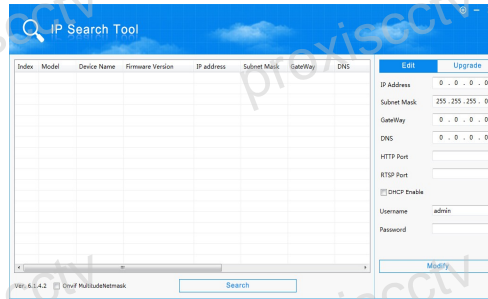 IP Search Tool
Index Model Device Name Firmware Version IP address Subnet Mask GateWay DNS
Edit Upgrade
IP Address 0 . 0 . 0 . 0
Subnet Mask 255 . 255 . 255 . 0
GateWay 0 . 0 . 0 . 0
DNS 0 . 0 . 0 . 0
HTTP Port
RTSP Port
DHCP Enable
Username admin
Password
Modify
Ver: 6.1.4.2 Onvif MultitudeNetmask Search
proxiscctv